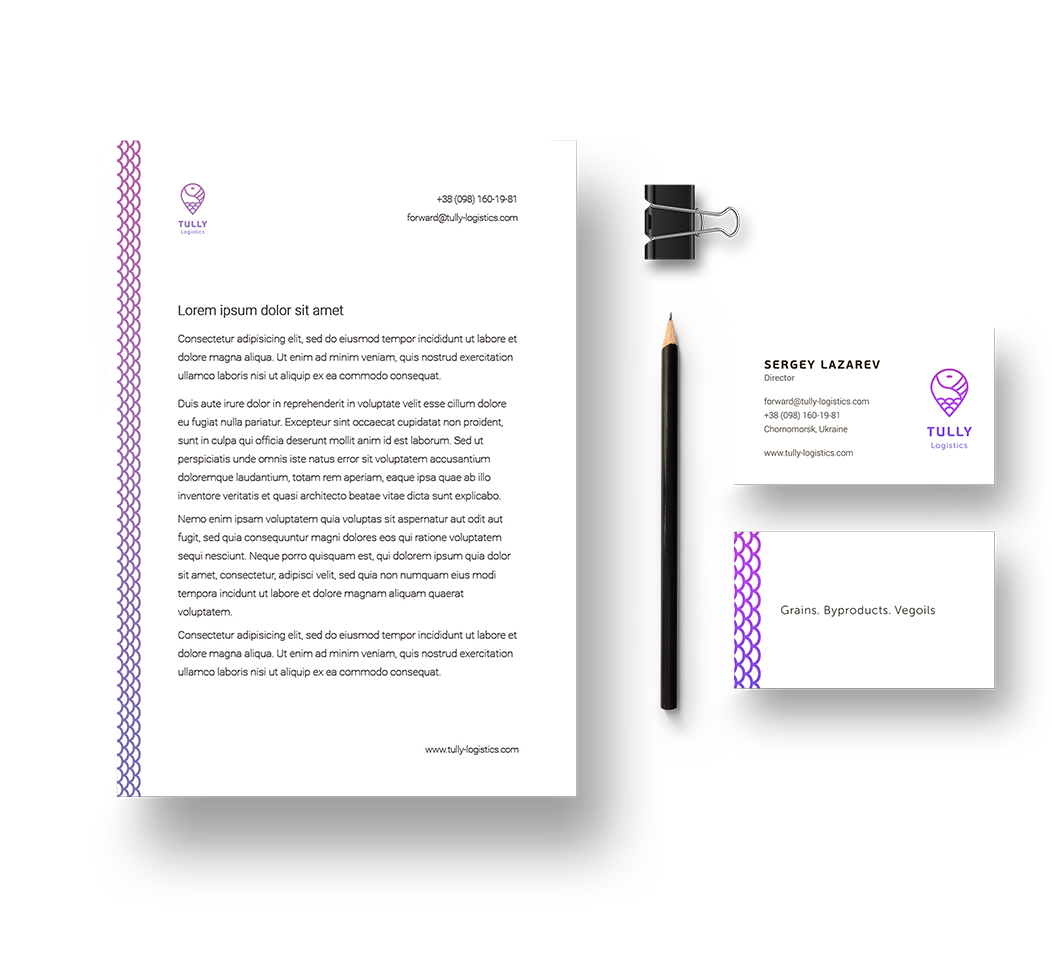 TULLY
Logistics
+38 (098) 160-19-81
forward@tully-logistics.com
Lorem ipsum dolor sit amet
Consectetur adipisicing elit, sed do eiusmod tempor incididunt ut labore et
dolore magna aliqua. Ut enim ad minim veniam, quis nostrud exercitation
ullamco laboris nisi ut aliquip ex ea commodo consequat.
Duis aute irure dolor in reprehenderit in voluptate velit esse cillum dolore
eu fugiat nulla pariatur. Excepteur sint occaecat cupidatat non proident,
sunt in culpa qui officia deserunt mollit anim id est laborum. Sed ut
perspiciatis unde omnis iste natus error sit voluptatem accusantium
doloremque laudantium, totam rem aperiam, eaque ipsa quae ab illo
inventore veritatis et quasi architecto beatae vitae dicta sunt explicabo.
Nemo enim ipsam voluptatem quia voluptas sit aspernatur aut odit aut
fugit, sed quia consequuntur magni dolores eos qui ratione voluptatem
sequi nesciunt. Neque porro quisquam est, qui dolorem ipsum quia dolor
sit amet, consectetur, adipisci velit, sed quia non numquam eius modi
tempora incidunt ut labore et dolore magnam aliquam quaerat
voluptatem.
Consectetur adipisicing elit, sed do eiusmod tempor incididunt ut labore et
dolore magna aliqua. Ut enim ad minim veniam, quis nostrud exercitation
ullamco laboris nisi ut aliquip ex ea commodo consequat.
www.tully-logistics.com
SERGEY LAZAREV
Director
forward@tully-logistics.com
+38 (098) 160-19-81
Chornomorsk, Ukraine
www.tully-logistics.com
TULLY
Logistics
Grains. Byproducts. Vegoils